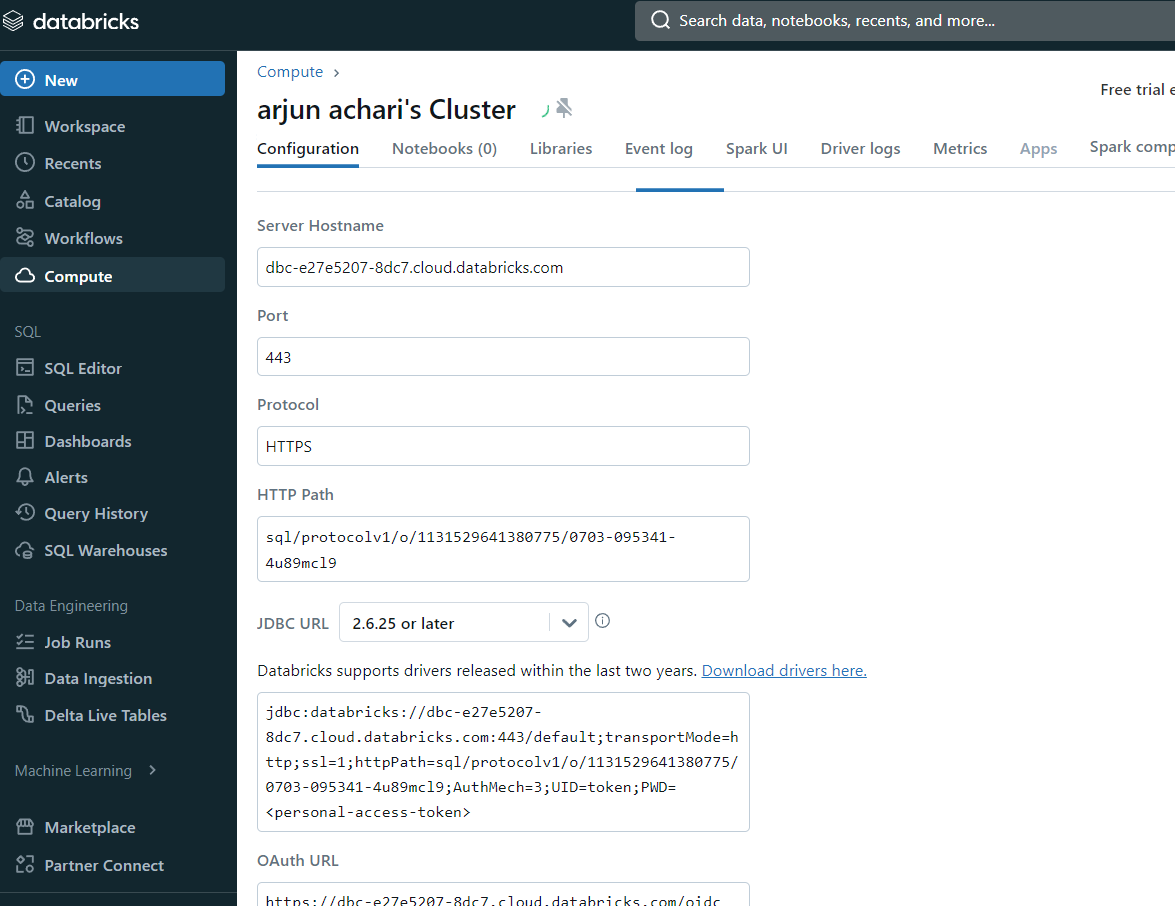 databricks
Search data, notebooks, recents, and more...
New
Workspace
Recents
Catalog
Workflows
Compute
SQL
SQL Editor
Queries
Dashboards
Alerts
Query History
SQL Warehouses
Data Engineering
Job Runs
Data Ingestion
Delta Live Tables
Machine Learning
Marketplace
Partner Connect
Compute
Free trial e
arjun achari's Cluster
Configuration Notebooks (0) Libraries Event log Spark UI Driver logs Metrics Apps Spark comp
Server Hostname
dbc-e27e5207-8dc7.cloud.databricks.com
Port
443
Protocol
HTTPS
HTTP Path
sql/protocolv1/o/1131529641380775/0703-095341-
4u89mcl9
JDBC URL 2.6.25 or later
Databricks supports drivers released within the last two years. Download drivers here.
jdbc:databricks://dbc-e27e5207-
8dc7.cloud.databricks.com:443/default;transportMode=h
ttp;ssl=1;httpPath=sql/protocolv1/o/1131529641380775/
0703-095341-4u89mcl9;AuthMech=3;UID=token;PWD=
<personal-access-token>
OAuth URL
https://dbc-e27e5207-8dc7.cloud.databricks.com/oidc